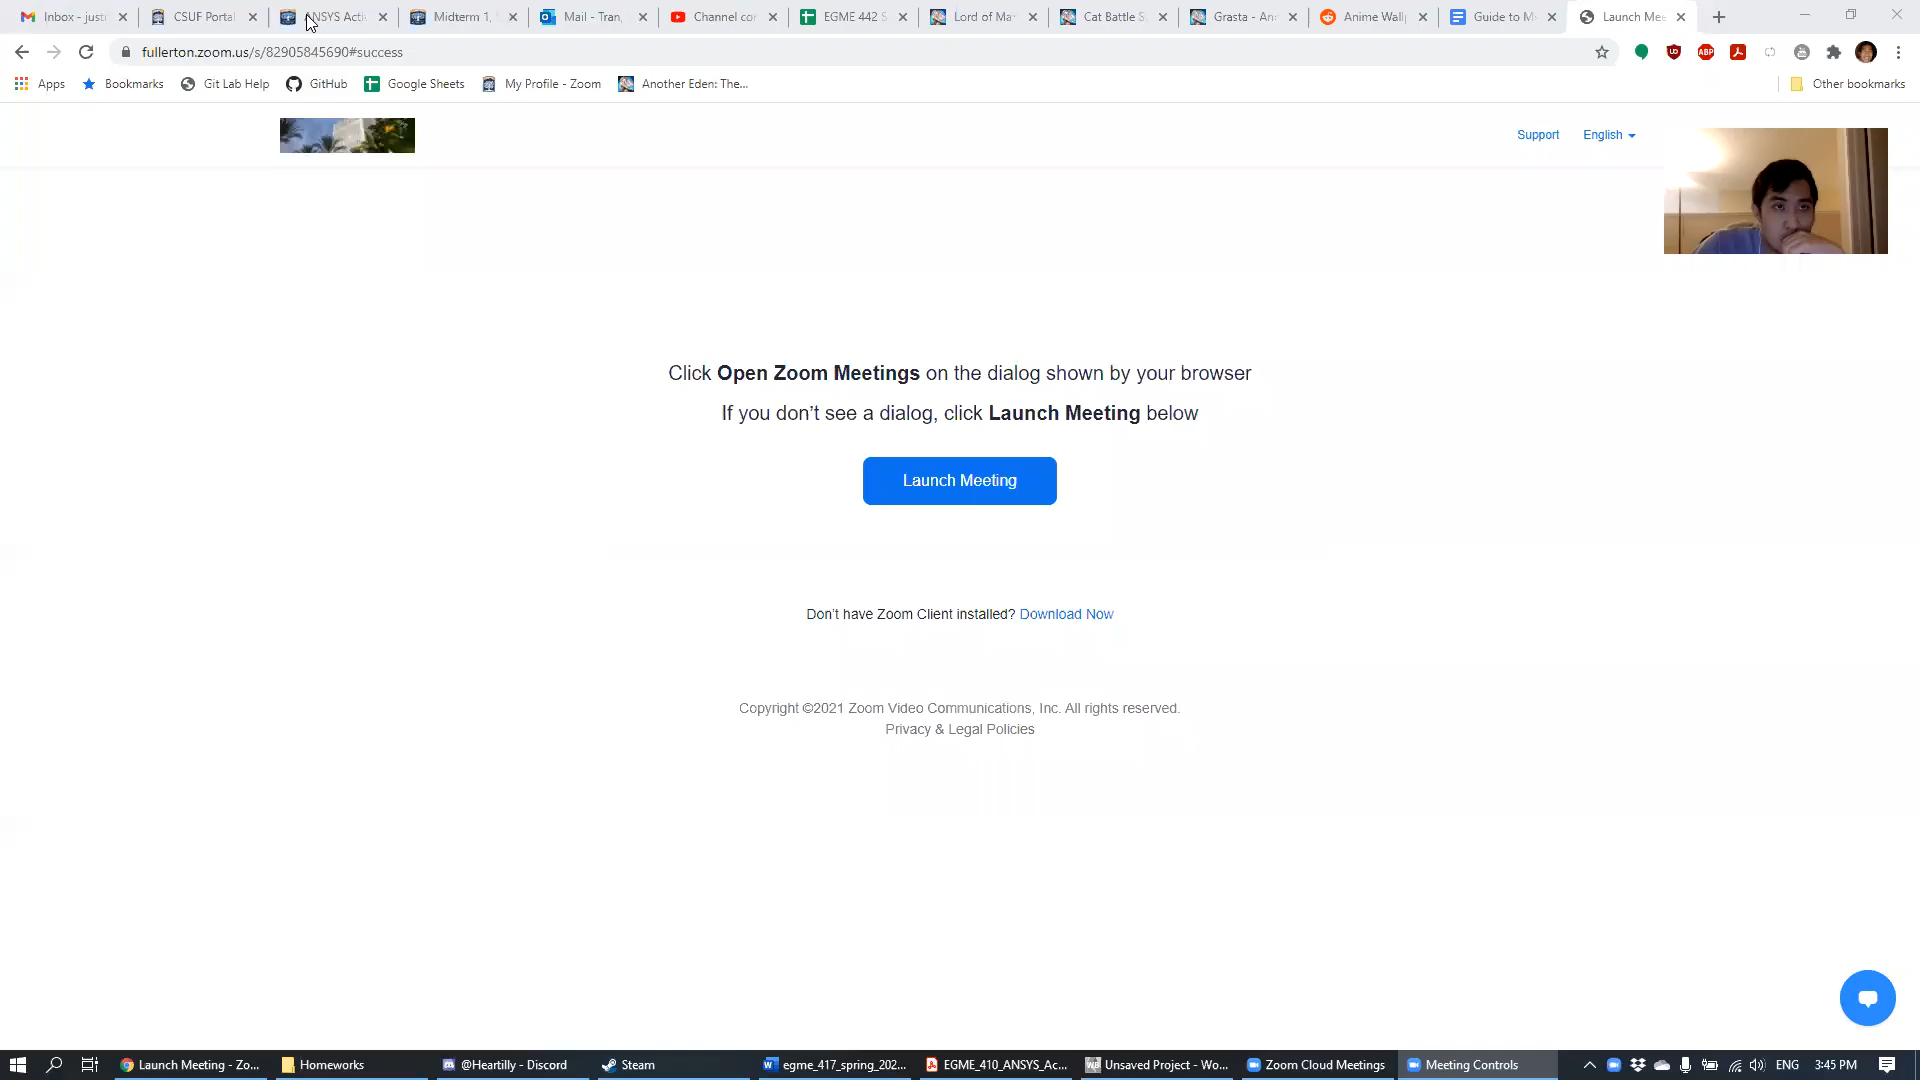 Inbox - justi
CSUF Portal
ANSYS Acti
Midterm 1,
Mail - Tran,
Channel co
EGME 442 S
Lord of Ma
Cat Battle S
Grasta - An
Anime Wall
Guide to M
Launch Mee
fullerton.zoom.us/s/82905845690#success
Apps
Bookmarks
Git Lab Help
GitHub
Google Sheets
My Profile - Zoom
Another Eden: The...
Other bookmarks
Support
English
Click Open Zoom Meetings on the dialog shown by your browser
If you don’t see a dialog, click Launch Meeting below
Launch Meeting
Don’t have Zoom Client installed? Download Now
Copyright ©2021 Zoom Video Communications, Inc. All rights reserved.
Privacy & Legal Policies
Launch Meeting - Zo...
Homeworks
@Heartilly - Discord
Steam
egme_417_spring_202...
EGME_410_ANSYS_Ac...
Unsaved Project - Wo...
Zoom Cloud Meetings
Meeting Controls
ENG
3:45 PM